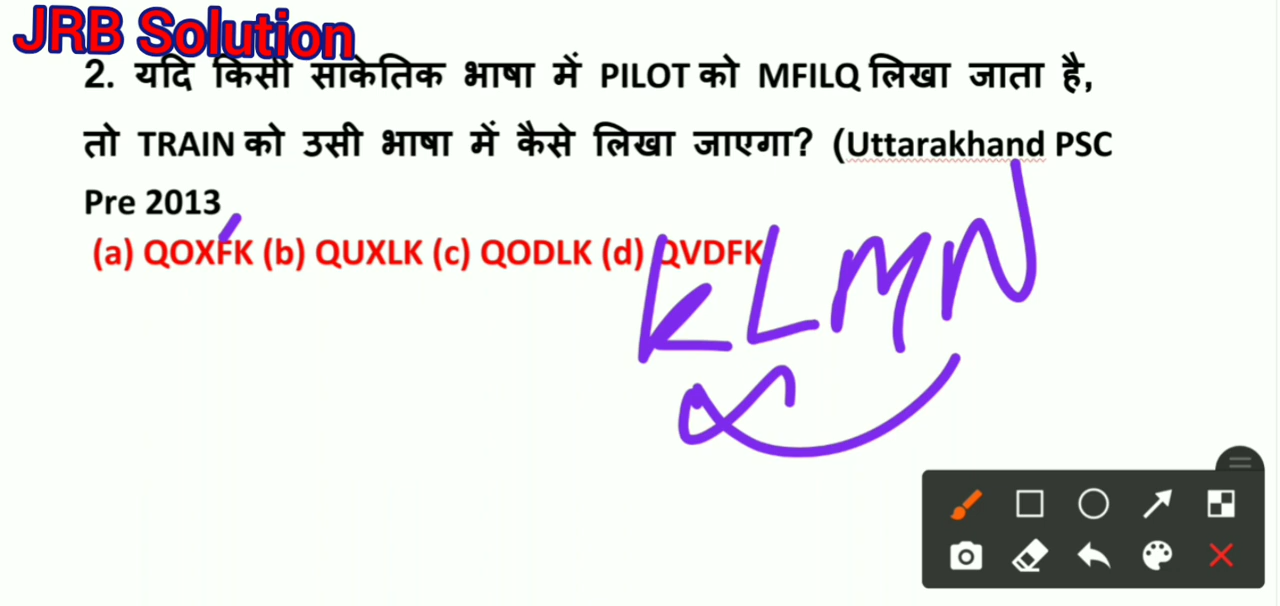 JRB Solution
2. यदि किसी सांकेतिक भाषा में PILOT को MFILQ लिखा जाता है,
तो TRAIN को उसी भाषा में कैसे लिखा जाएगा? (Uttarakhand PSC
Pre 2013
(a) QOXFK (b) QUXLK (c) QODLK (d) QVDFK
KLMN